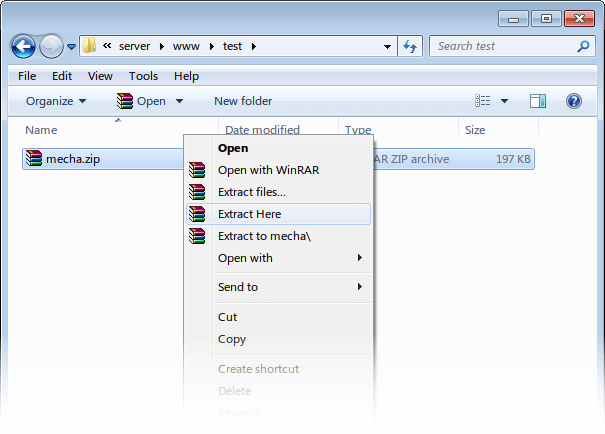 « server ▸ www ▸ test ▸
Search test
File Edit View Tools Help
Organize Open New folder
Name Date modified Type Size
mecha.zip AR ZIP archive 197 KB
Open
Open with WinRAR
Extract files...
Extract Here
Extract to mecha\
Open with
Send to
Cut
Copy
Create shortcut
Delete
Rename